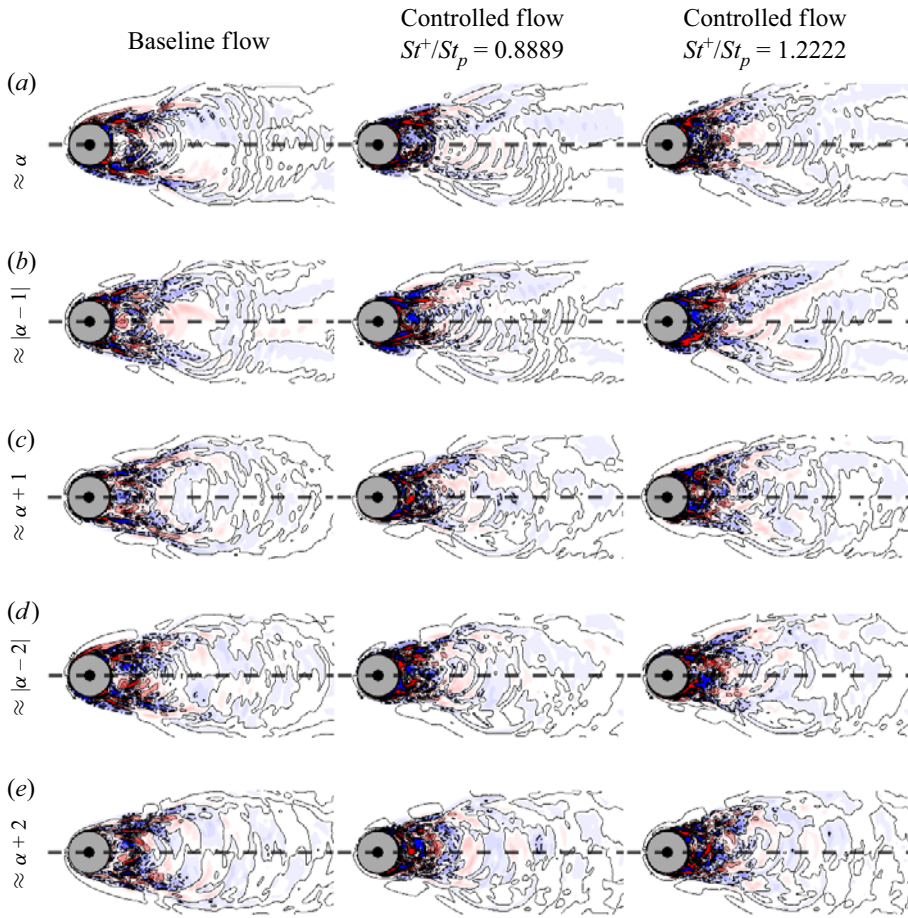 Baseline flow
Controlled flow
St⁺/Stₚ = 0.8889
Controlled flow
St⁺/Stₚ = 1.2222
(a)
≈ α
(b)
≈ |α − 1|
(c)
≈ α + 1
(d)
≈ |α − 2|
(e)
≈ α + 2